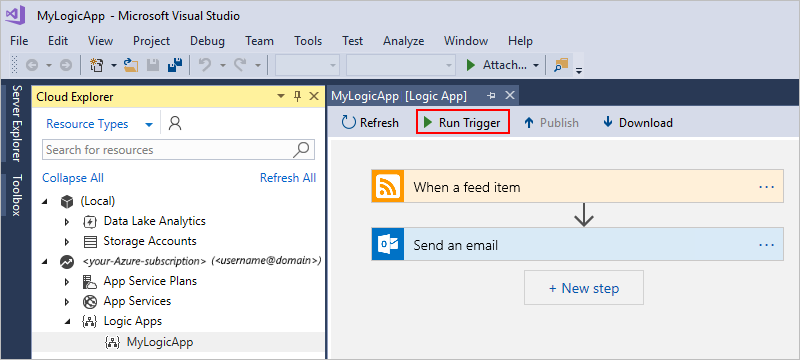 MyLogicApp - Microsoft Visual Studio
File Edit View Project Debug Team Tools Test Analyze Window Help
Attach...
Server Explorer
Toolbox
Cloud Explorer
Resource Types
Search for resources
Collapse All Refresh All
(Local)
Data Lake Analytics
Storage Accounts
<your-Azure-subscription> (<username@domain>)
App Service Plans
App Services
Logic Apps
MyLogicApp
MyLogicApp [Logic App]
Refresh Run Trigger Publish Download
When a feed item ...
Send an email ...
+ New step